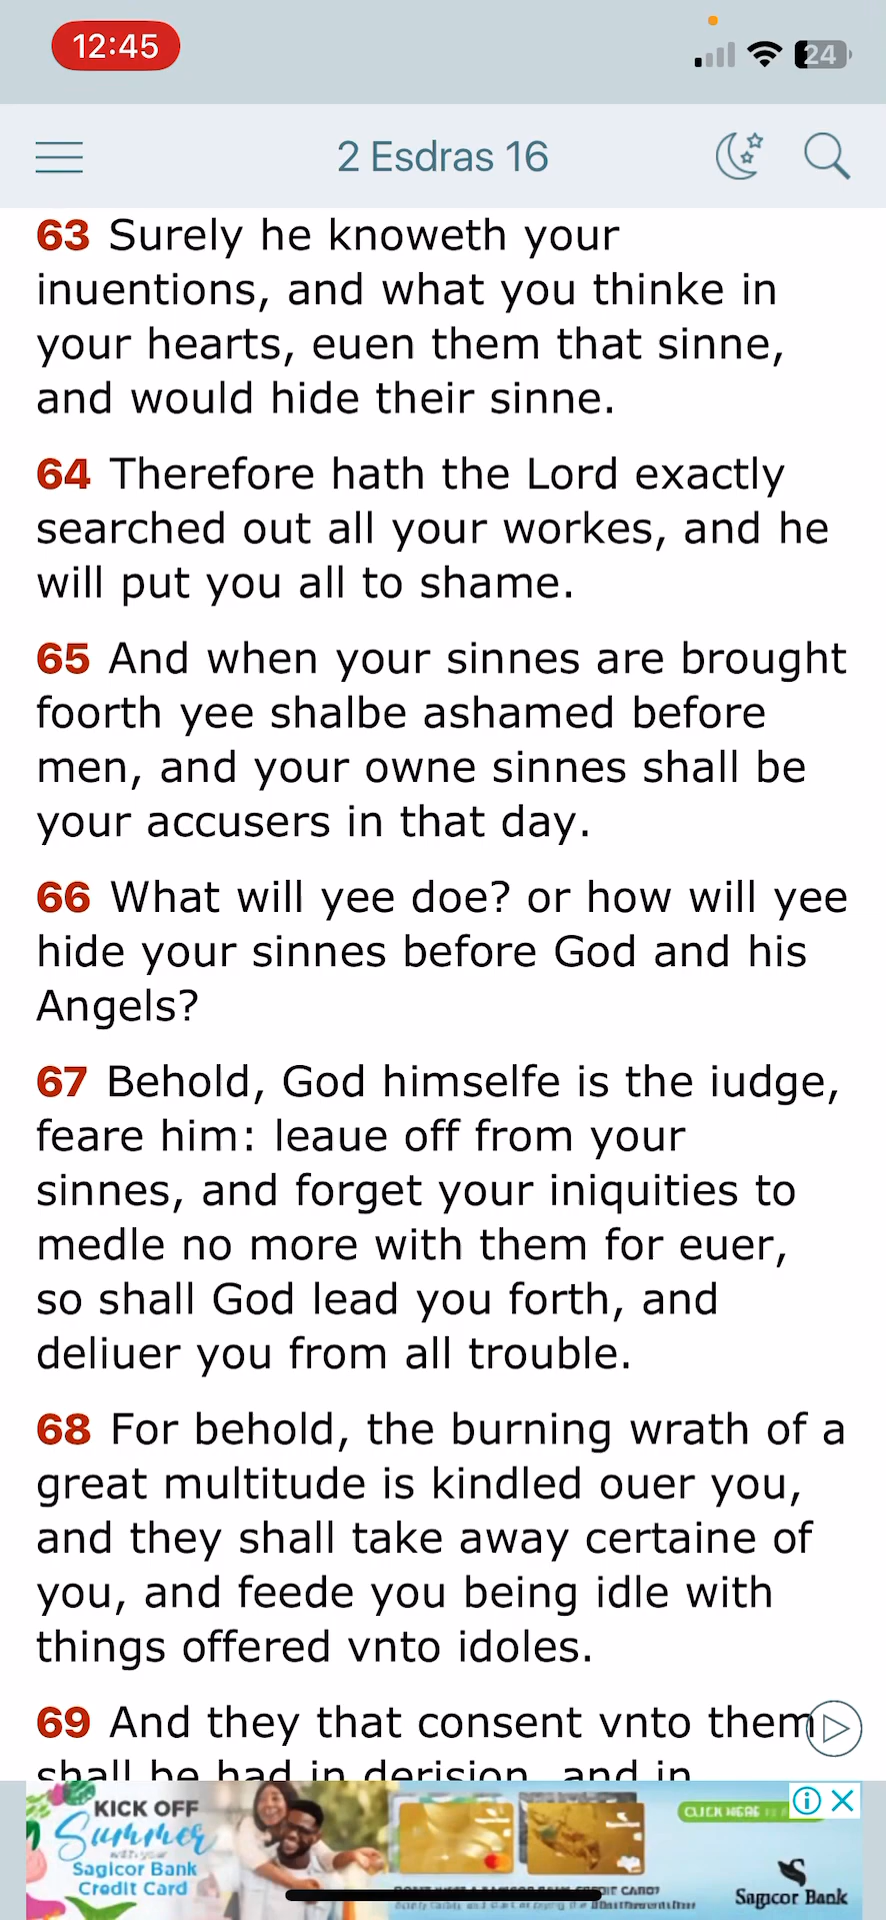 12:45
24
2 Esdras 16
63 Surely he knoweth your
inuentions, and what you thinke in
your hearts, euen them that sinne,
and would hide their sinne.
64 Therefore hath the Lord exactly
searched out all your workes, and he
will put you all to shame.
65 And when your sinnes are brought
foorth yee shalbe ashamed before
men, and your owne sinnes shall be
your accusers in that day.
66 What will yee doe? or how will yee
hide your sinnes before God and his
Angels?
67 Behold, God himselfe is the iudge,
feare him: leaue off from your
sinnes, and forget your iniquities to
medle no more with them for euer,
so shall God lead you forth, and
deliuer you from all trouble.
68 For behold, the burning wrath of a
great multitude is kindled ouer you,
and they shall take away certaine of
you, and feede you being idle with
things offered vnto idoles.
69 And they that consent vnto them
shall be had in derision, and in
KICK OFF
Summer
with your
Sagicor Bank
Credit Card
CLICK HERE
Sagicor Bank